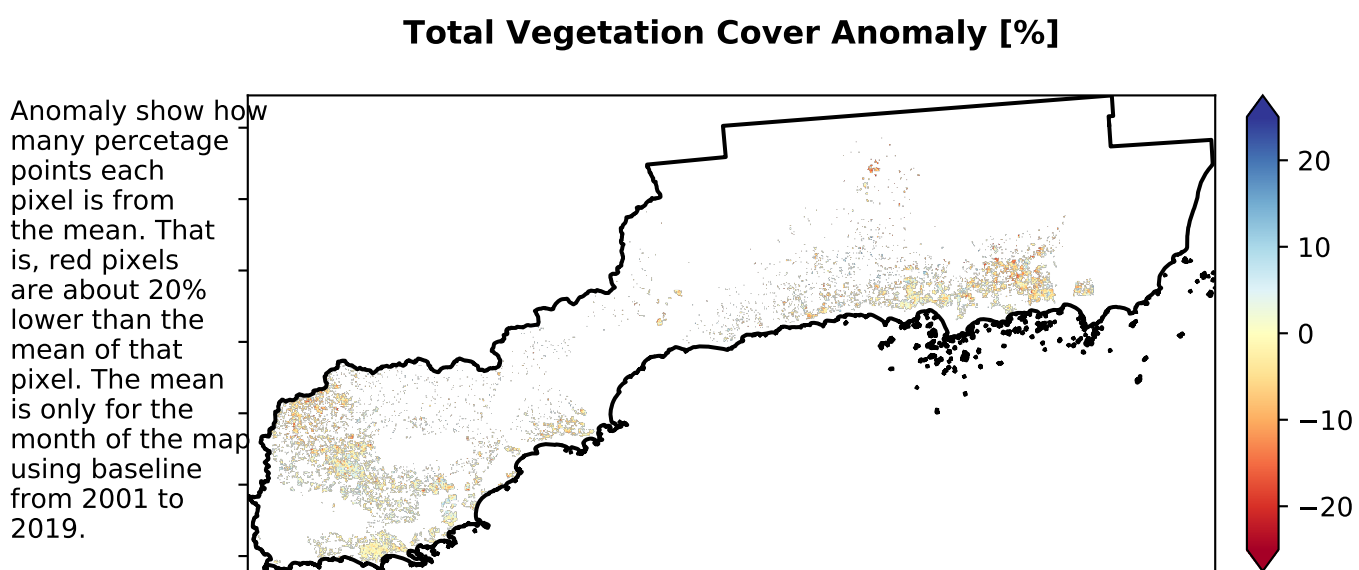 Total Vegetation Cover Anomaly [%]
Anomaly show how
many percetage
points each
pixel is from
the mean. That
is, red pixels
are about 20%
lower than the
mean of that
pixel. The mean
is only for the
month of the map
using baseline
from 2001 to
2019.
20
10
0
−10
−20